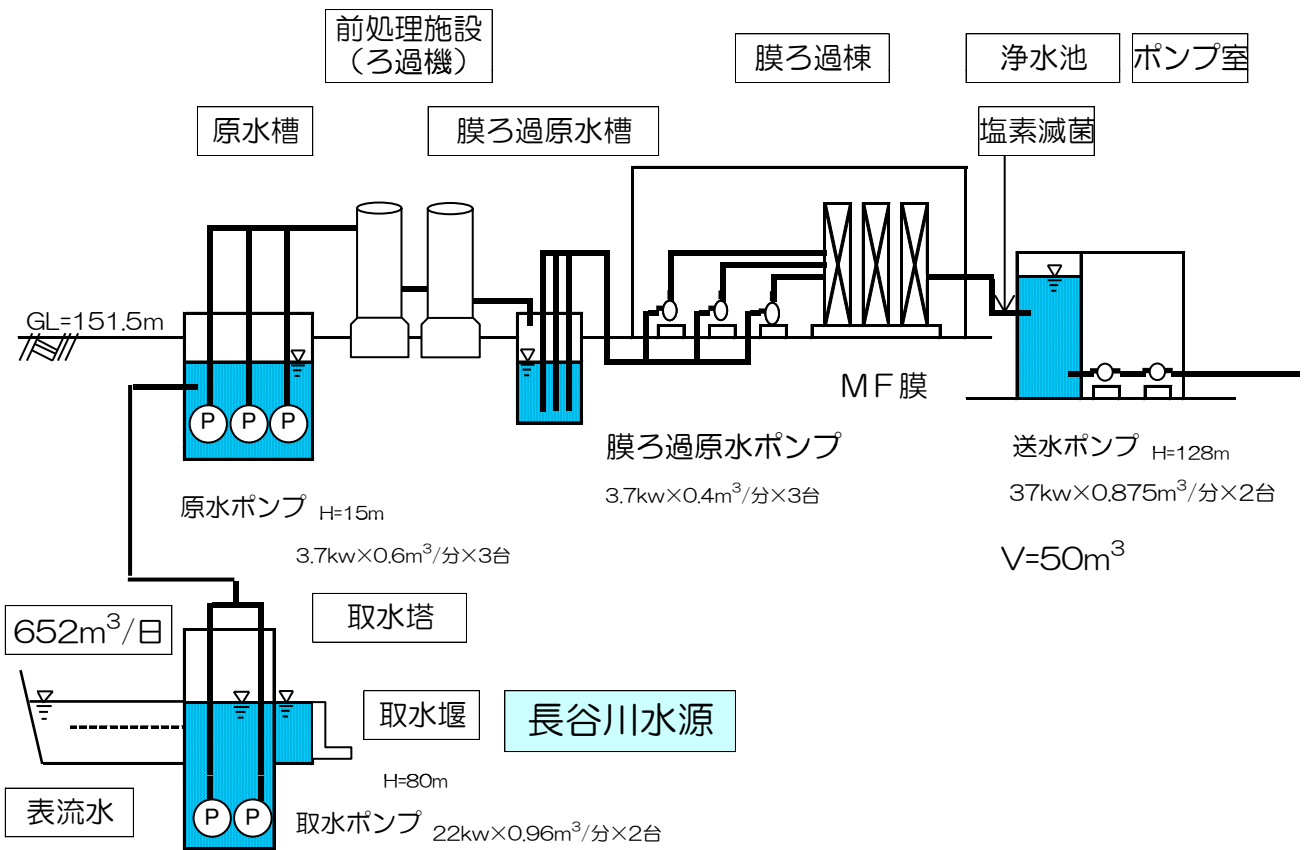 前処理施設
（ろ過機）
膜ろ過棟
浄水池
ポンプ室
原水槽
膜ろ過原水槽
塩素滅菌
GL=151.5m
P
P
P
MF膜
原水ポンプ H=15m
3.7kw×0.6m³/分×3台
膜ろ過原水ポンプ
3.7kw×0.4m³/分×3台
送水ポンプ H=128m
37kw×0.875m³/分×2台
V=50m³
652m³/日
取水塔
取水堰
長谷川水源
H=80m
表流水
P
P
取水ポンプ 22kw×0.96m³/分×2台